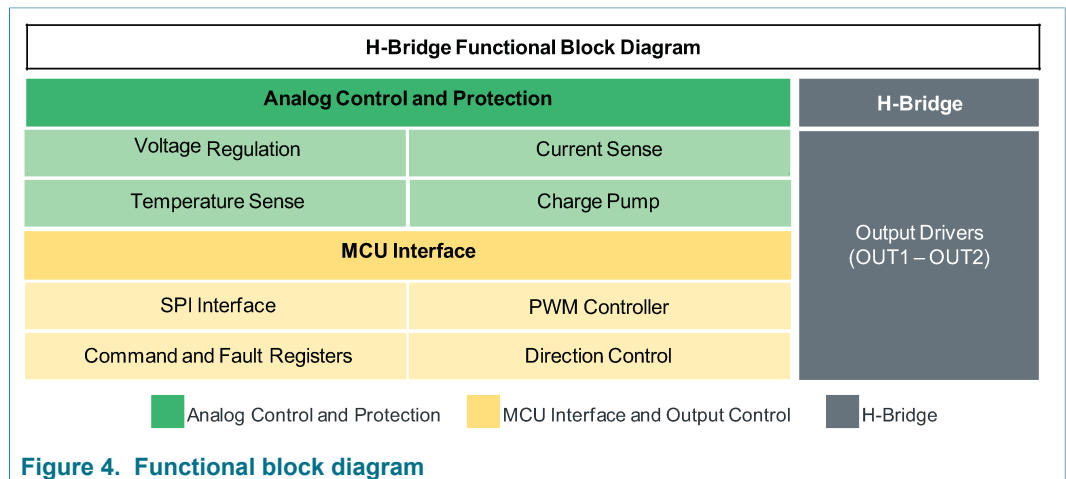 H-Bridge Functional Block Diagram
Analog Control and Protection
H-Bridge
Voltage Regulation
Current Sense
Temperature Sense
Charge Pump
Output Drivers
(OUT1 – OUT2)
MCU Interface
SPI Interface
PWM Controller
Command and Fault Registers
Direction Control
Analog Control and Protection
MCU Interface and Output Control
H-Bridge
Figure 4. Functional block diagram